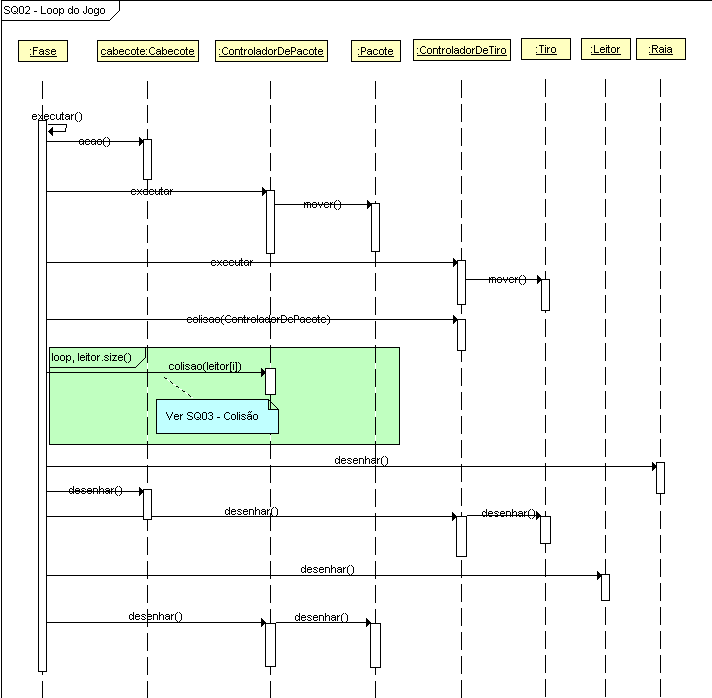 SQ02 - Loop do Jogo
:Fase
cabecote:Cabecote
:ControladorDePacote
:Pacote
:ControladorDeTiro
:Tiro
:Leitor
:Raia
executar()
acao()
executar
mover()
executar
mover()
colisao(ControladorDePacote)
loop, leitor.size()
colisao(leitor[i])
Ver SQ03 - Colisão
desenhar()
desenhar()
desenhar()
desenhar()
desenhar()
desenhar()
desenhar()